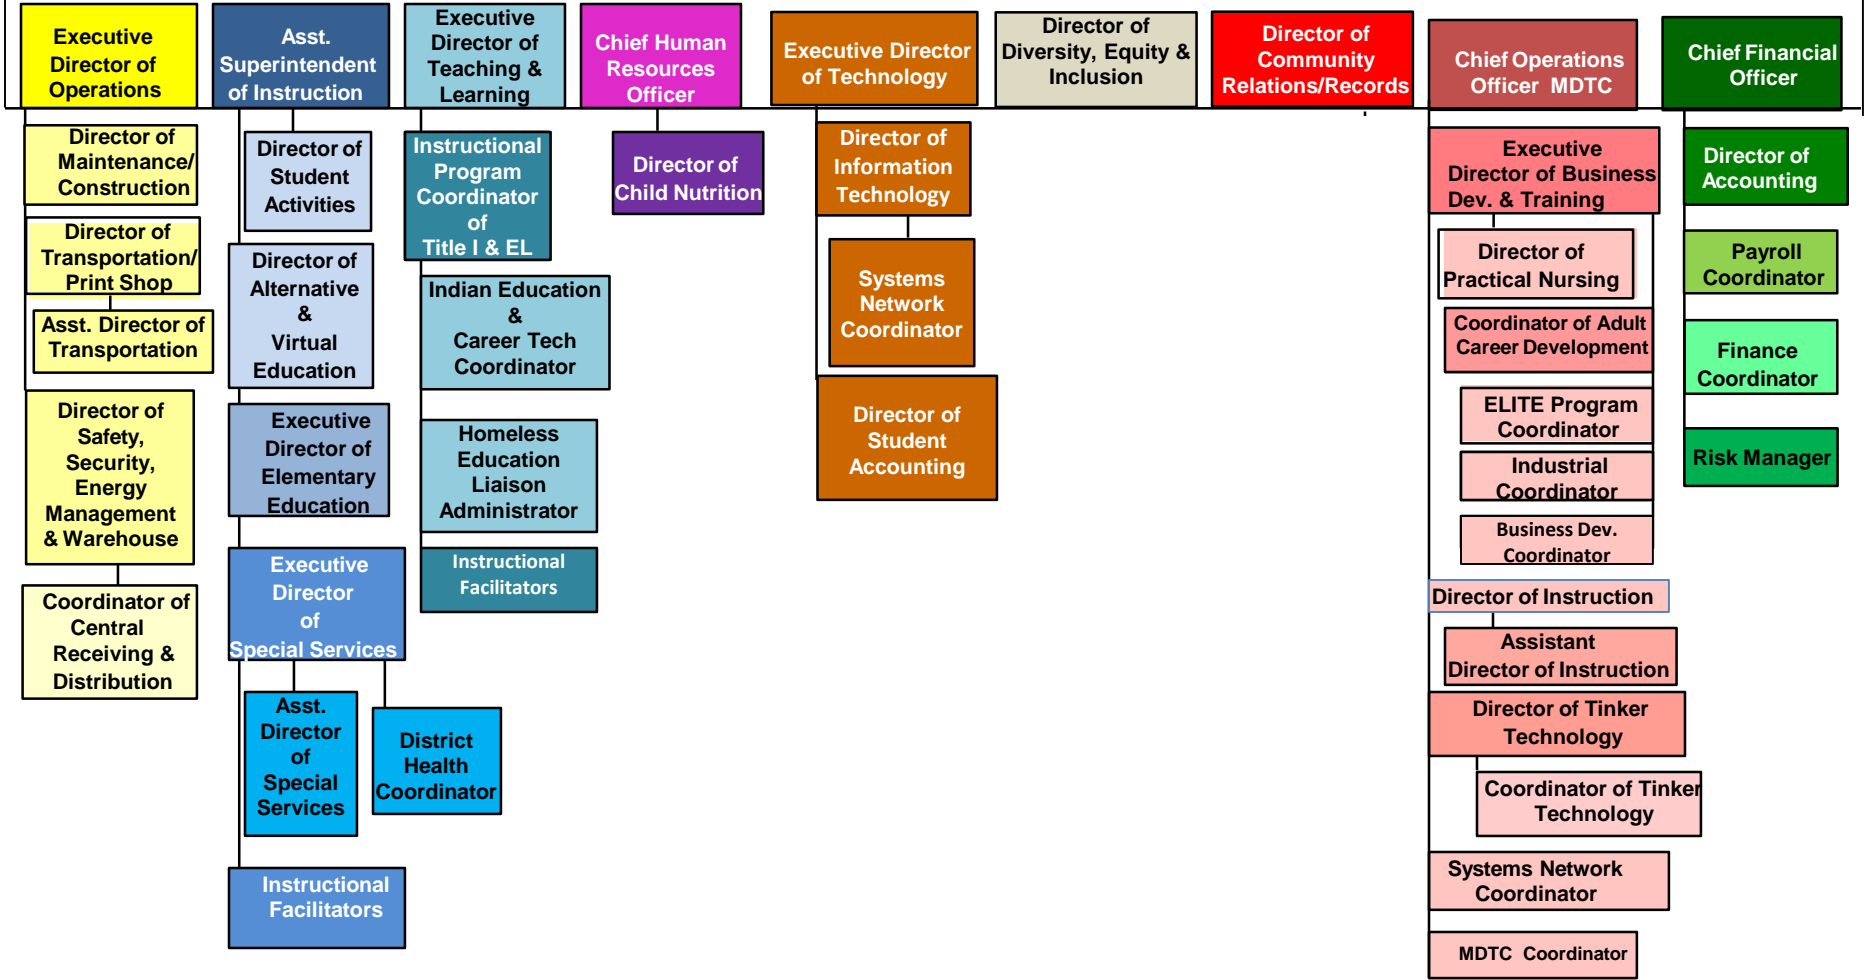 Executive
Director of
Operations
Asst.
Superintendent
of Instruction
Executive
Director of
Teaching &
Learning
Chief Human
Resources
Officer
Executive Director
of Technology
Director of
Diversity, Equity &
Inclusion
Director of
Community
Relations/Records
Chief Operations
Officer MDTC
Chief Financial
Officer
Director of
Maintenance/
Construction
Director of
Transportation/
Print Shop
Asst. Director of
Transportation
Director of
Safety,
Security,
Energy
Management
& Warehouse
Coordinator of
Central
Receiving &
Distribution
Director of
Student
Activities
Director of
Alternative
&
Virtual
Education
Executive
Director of
Elementary
Education
Executive
Director
of
Special Services
Asst.
Director
of
Special
Services
District
Health
Coordinator
Instructional
Facilitators
Instructional
Program
Coordinator
of
Title I & EL
Indian Education
&
Career Tech
Coordinator
Homeless
Education
Liaison
Administrator
Instructional
Facilitators
Director of
Child Nutrition
Director of
Information
Technology
Systems
Network
Coordinator
Director of
Student
Accounting
Executive
Director of Business
Dev. & Training
Director of
Practical Nursing
Coordinator of Adult
Career Development
ELITE Program
Coordinator
Industrial
Coordinator
Business Dev.
Coordinator
Director of Instruction
Assistant
Director of Instruction
Director of Tinker
Technology
Coordinator of Tinker
Technology
Systems Network
Coordinator
MDTC Coordinator
Director of
Accounting
Payroll
Coordinator
Finance
Coordinator
Risk Manager